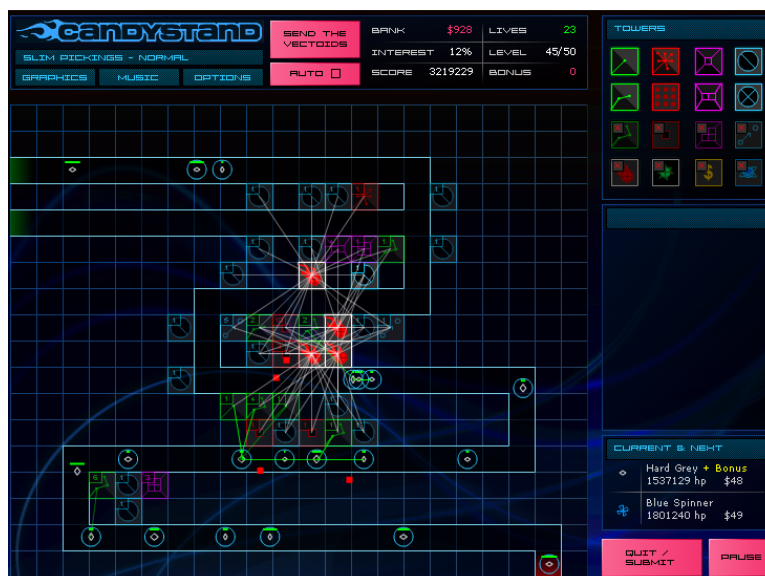 CANDYSTAND
SLIM PICKINGS - NORMAL
GRAPHICS
MUSIC
OPTIONS
SEND THE
VECTOIDS
AUTO
BANK $928 LIVES 23
INTEREST 12% LEVEL 45/50
SCORE 3219229 BONUS 0
TOWERS
CURRENT & NEXT
Hard Grey + Bonus
1537129 hp $48
Blue Spinner
1801240 hp $49
QUIT /
SUBMIT
PAUSE